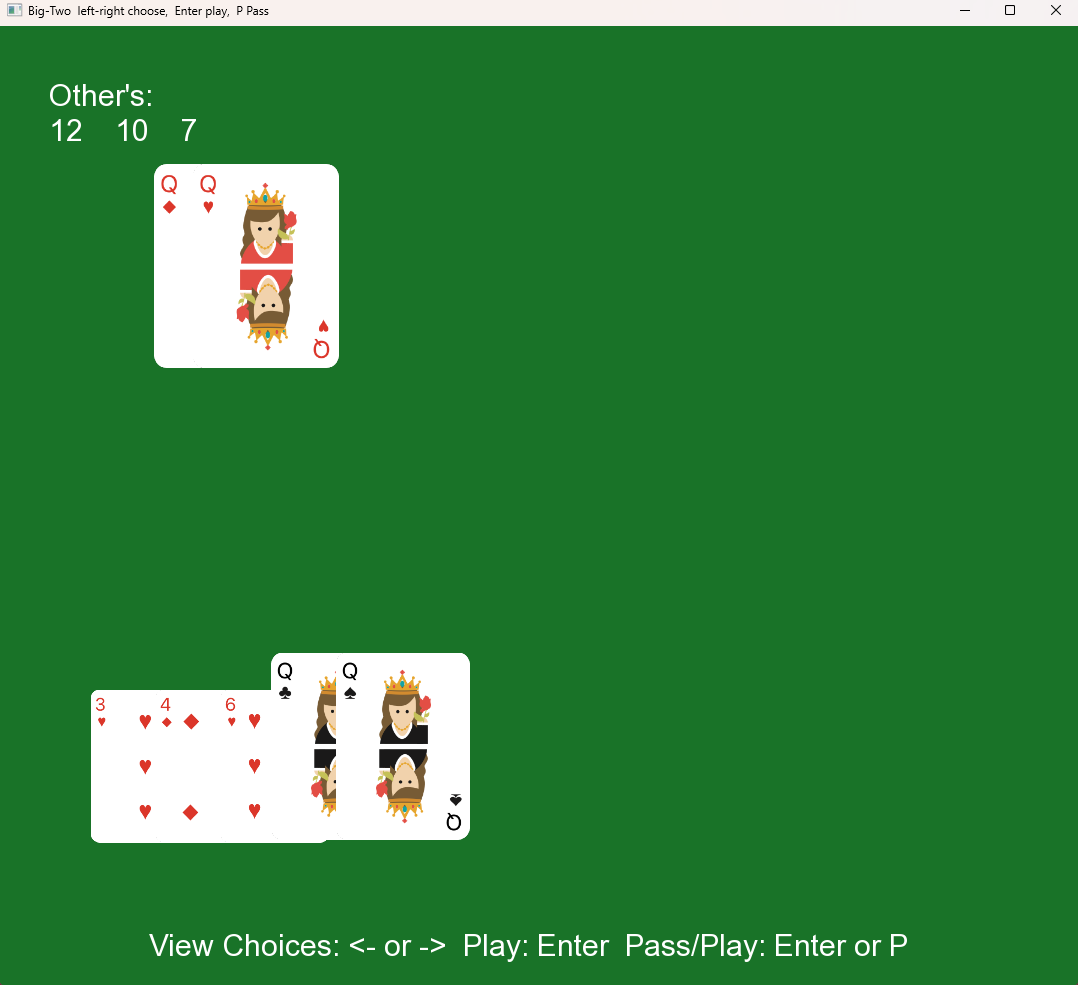 Big-Two  left-right choose,  Enter play,  P Pass
Other's:
12    10    7
Q Q
♦ ♥
Q
Q Q
♣ ♠
3 4 6
♥ ♦ ♥
Q
View Choices: <- or ->  Play: Enter  Pass/Play: Enter or P